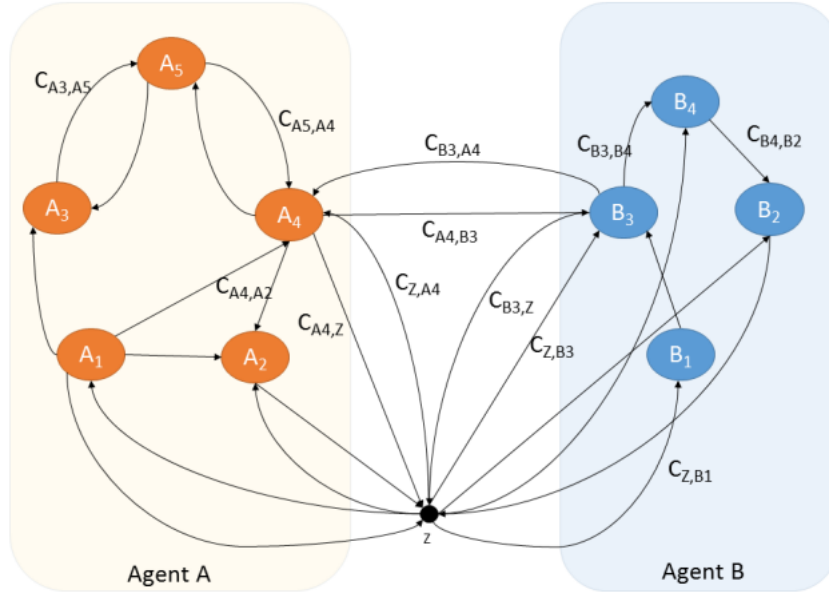 A5
CA3,A5
CA5,A4
A3
A4
CA4,A2
A1
A2
CA4,Z
CB3,A4
CA4,B3
CZ,A4
CB3,Z
CZ,B3
B4
CB3,B4
CB4,B2
B3
B2
B1
CZ,B1
z
Agent A
Agent B